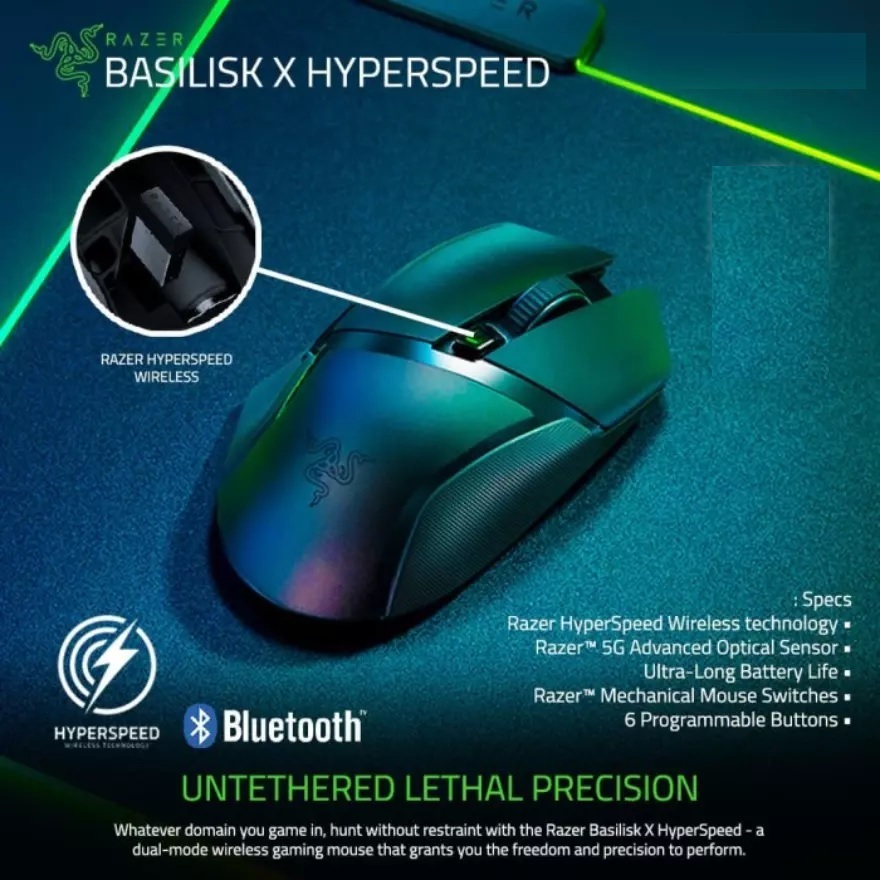 RAZER
BASILISK X HYPERSPEED
RAZER HYPERSPEED
WIRELESS
: Specs
Razer HyperSpeed Wireless technology ▪
Razer™ 5G Advanced Optical Sensor ▪
Ultra-Long Battery Life ▪
Razer™ Mechanical Mouse Switches ▪
6 Programmable Buttons ▪
HYPERSPEED
WIRELESS TECHNOLOGY
Bluetooth
UNTETHERED LETHAL PRECISION
Whatever domain you game in, hunt without restraint with the Razer Basilisk X HyperSpeed - a
dual-mode wireless gaming mouse that grants you the freedom and precision to perform.